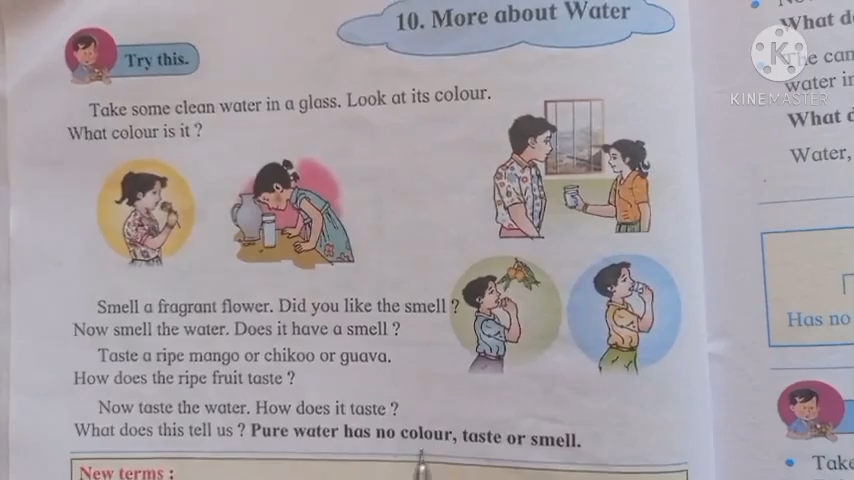 10. More about Water
Try this.
Take some clean water in a glass. Look at its colour.
What colour is it ?
Smell a fragrant flower. Did you like the smell ?
Now smell the water. Does it have a smell ?
Taste a ripe mango or chikoo or guava.
How does the ripe fruit taste ?
Now taste the water. How does it taste ?
What does this tell us ? Pure water has no colour, taste or smell.
New terms :
What d
The can
water in
What d
Water,
Has no
Take
K
KINEMASTER